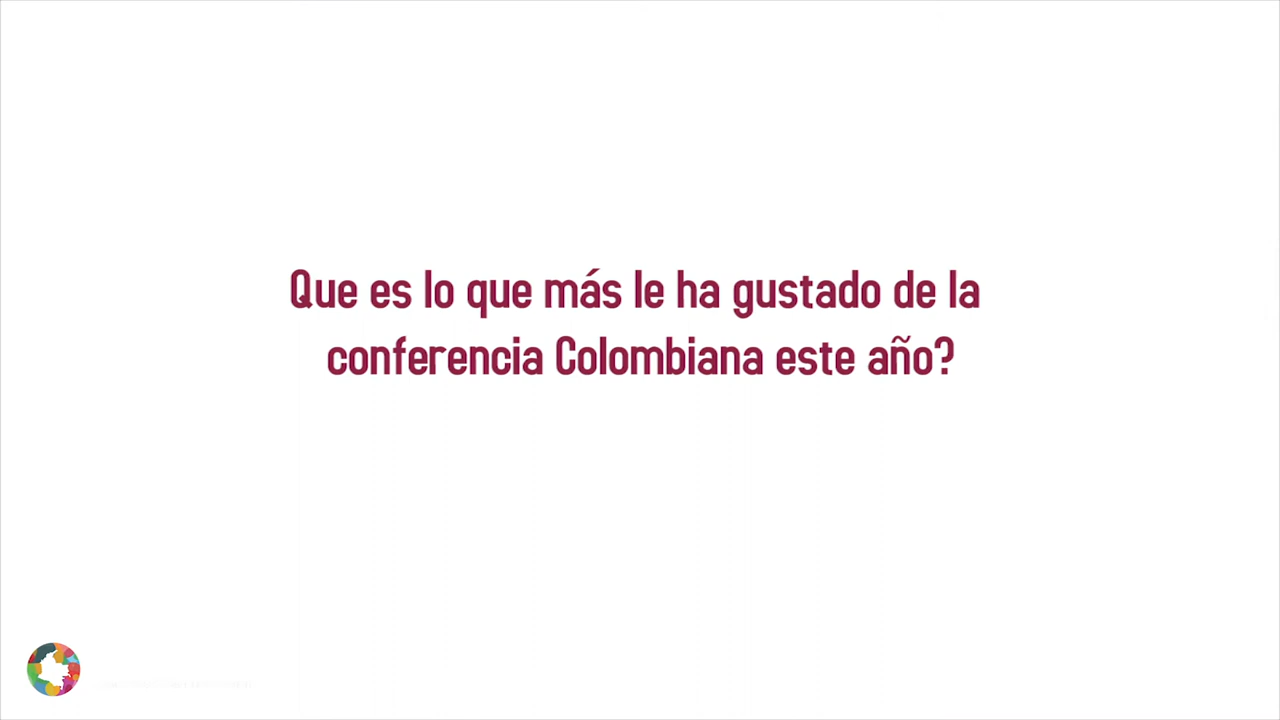 Que es lo que más le ha gustado de la
conferencia Colombiana este año?